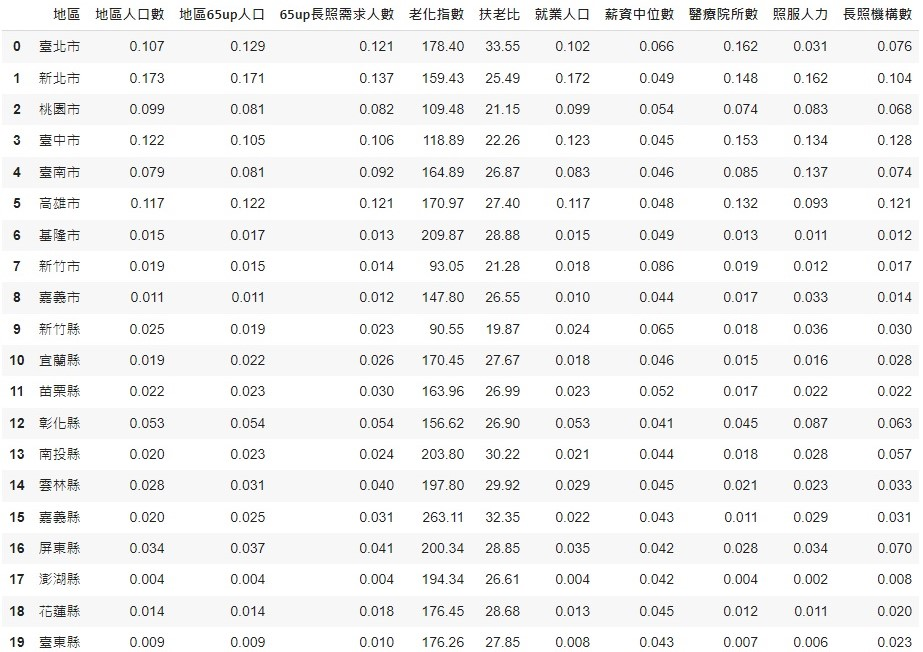 地區 地區人口數 地區65up人口 65up長照需求人數 老化指數 扶老比 就業人口 薪資中位數 醫療院所數 照服人力 長照機構數
0 臺北市 0.107 0.129 0.121 178.40 33.55 0.102 0.066 0.162 0.031 0.076
1 新北市 0.173 0.171 0.137 159.43 25.49 0.172 0.049 0.148 0.162 0.104
2 桃園市 0.099 0.081 0.082 109.48 21.15 0.099 0.054 0.074 0.083 0.068
3 臺中市 0.122 0.105 0.106 118.89 22.26 0.123 0.045 0.153 0.134 0.128
4 臺南市 0.079 0.081 0.092 164.89 26.87 0.083 0.046 0.085 0.137 0.074
5 高雄市 0.117 0.122 0.121 170.97 27.40 0.117 0.048 0.132 0.093 0.121
6 基隆市 0.015 0.017 0.013 209.87 28.88 0.015 0.049 0.013 0.011 0.012
7 新竹市 0.019 0.015 0.014 93.05 21.28 0.018 0.086 0.019 0.012 0.017
8 嘉義市 0.011 0.011 0.012 147.80 26.55 0.010 0.044 0.017 0.033 0.014
9 新竹縣 0.025 0.019 0.023 90.55 19.87 0.024 0.065 0.018 0.036 0.030
10 宜蘭縣 0.019 0.022 0.026 170.45 27.67 0.018 0.046 0.015 0.016 0.028
11 苗栗縣 0.022 0.023 0.030 163.96 26.99 0.023 0.052 0.017 0.022 0.022
12 彰化縣 0.053 0.054 0.054 156.62 26.90 0.053 0.041 0.045 0.087 0.063
13 南投縣 0.020 0.023 0.024 203.80 30.22 0.021 0.044 0.018 0.028 0.057
14 雲林縣 0.028 0.031 0.040 197.80 29.92 0.029 0.045 0.021 0.023 0.033
15 嘉義縣 0.020 0.025 0.031 263.11 32.35 0.022 0.043 0.011 0.029 0.031
16 屏東縣 0.034 0.037 0.041 200.34 28.85 0.035 0.042 0.028 0.034 0.070
17 澎湖縣 0.004 0.004 0.004 194.34 26.61 0.004 0.042 0.004 0.002 0.008
18 花蓮縣 0.014 0.014 0.018 176.45 28.68 0.013 0.045 0.012 0.011 0.020
19 臺東縣 0.009 0.009 0.010 176.26 27.85 0.008 0.043 0.007 0.006 0.023